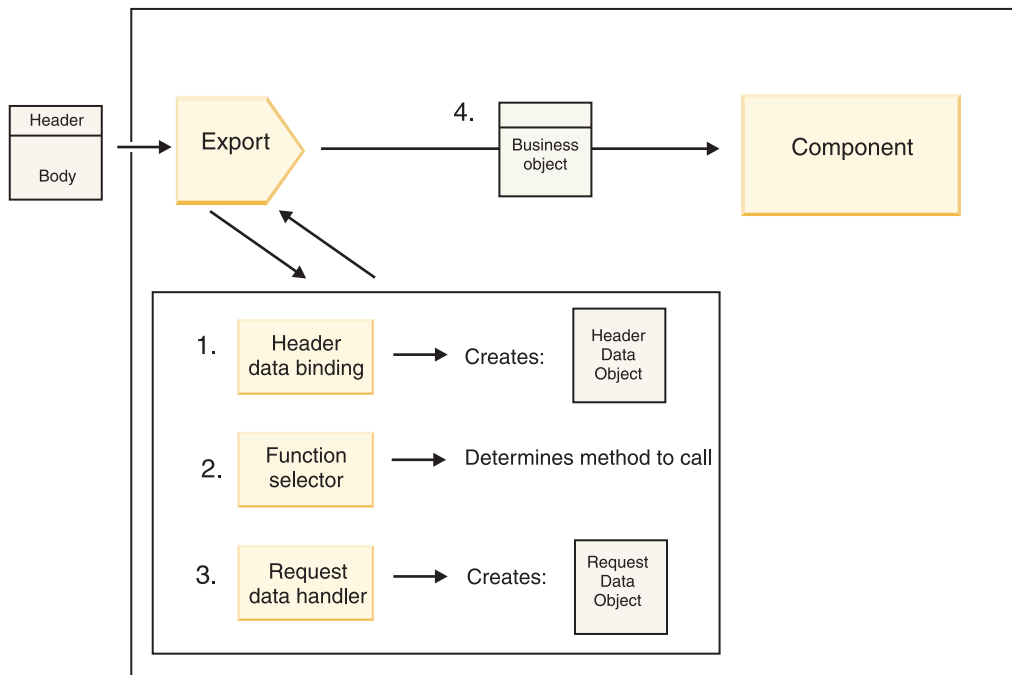 Header
Body
Export
4.
Business
object
Component
1.
Header
data binding
Creates:
Header
Data
Object
2.
Function
selector
Determines method to call
3.
Request
data handler
Creates:
Request
Data
Object